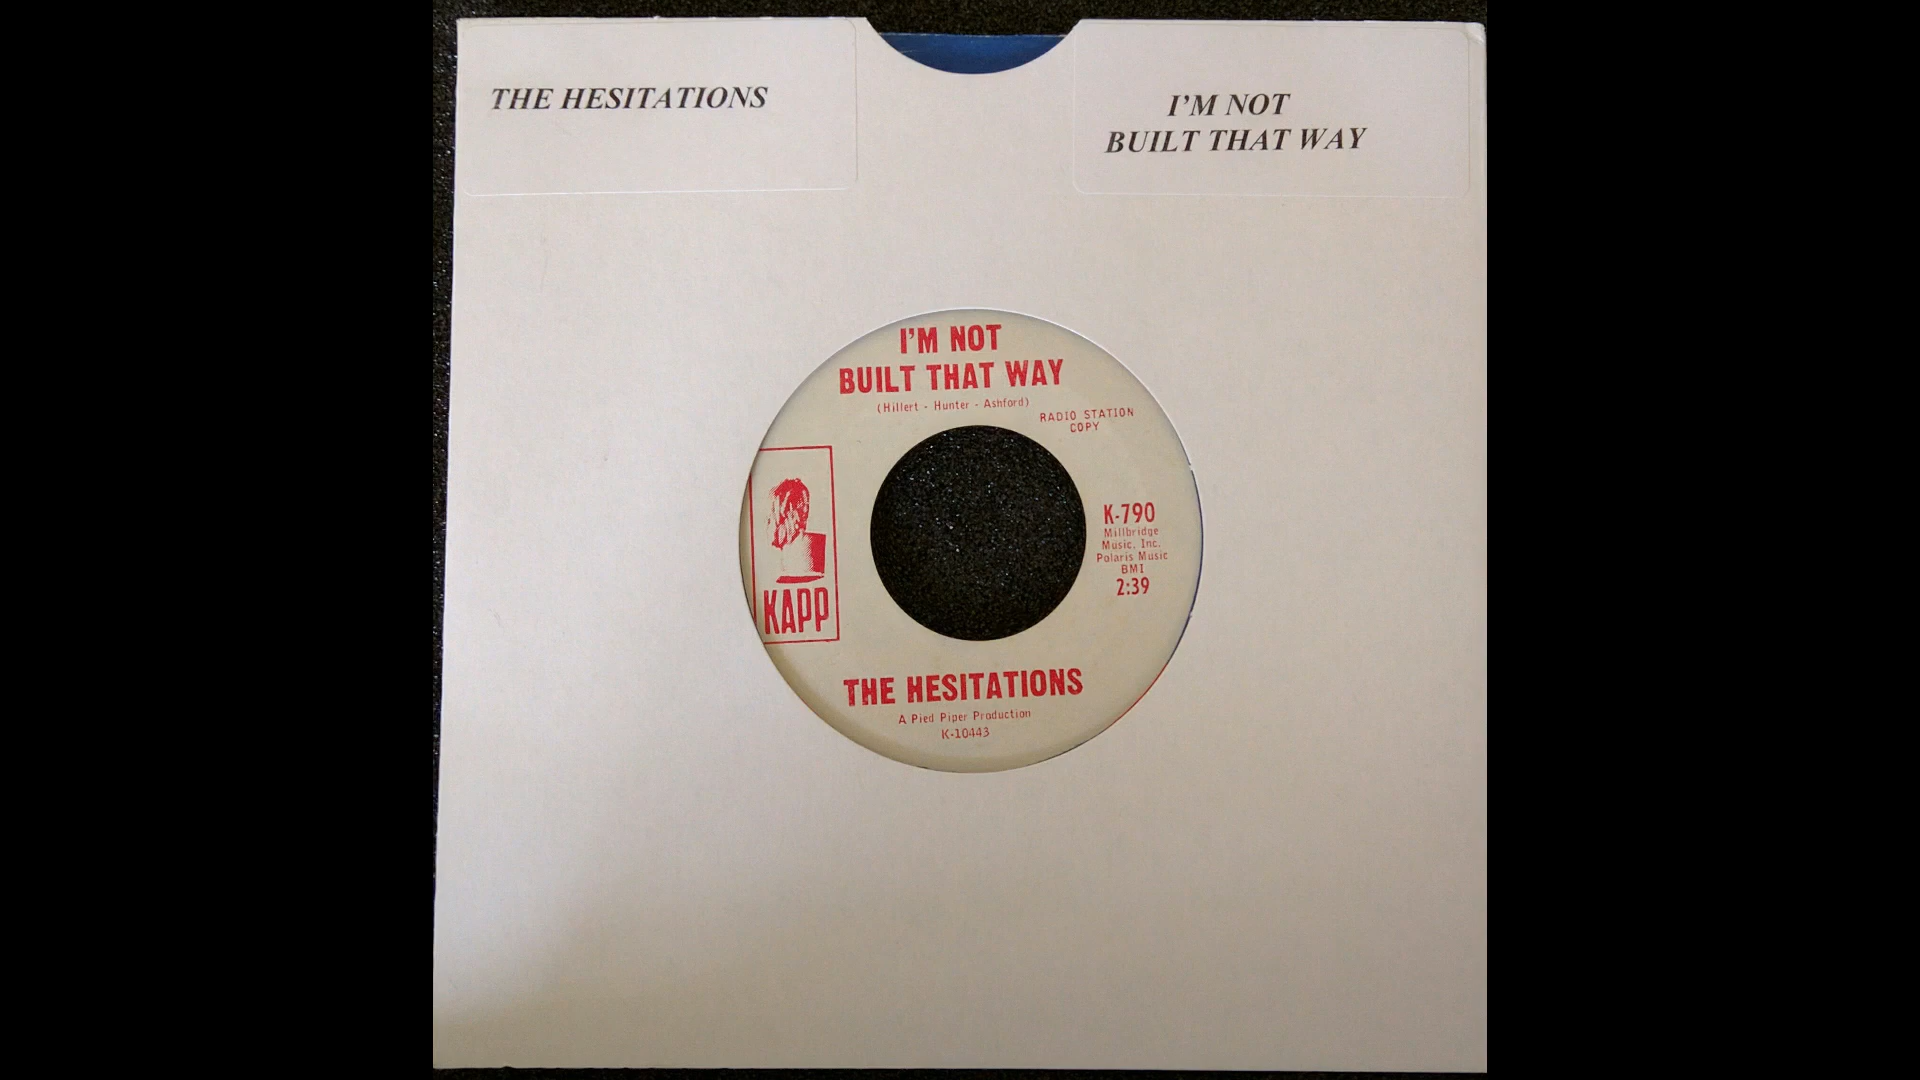 THE HESITATIONS
I'M NOT
BUILT THAT WAY
I'M NOT
BUILT THAT WAY
(Hillert - Hunter - Ashford)
RADIO STATION
COPY
K-790
Millbridge
Music, Inc.
Polaris Music
BMI
2:39
KAPP
THE HESITATIONS
A Pied Piper Production
K-10443